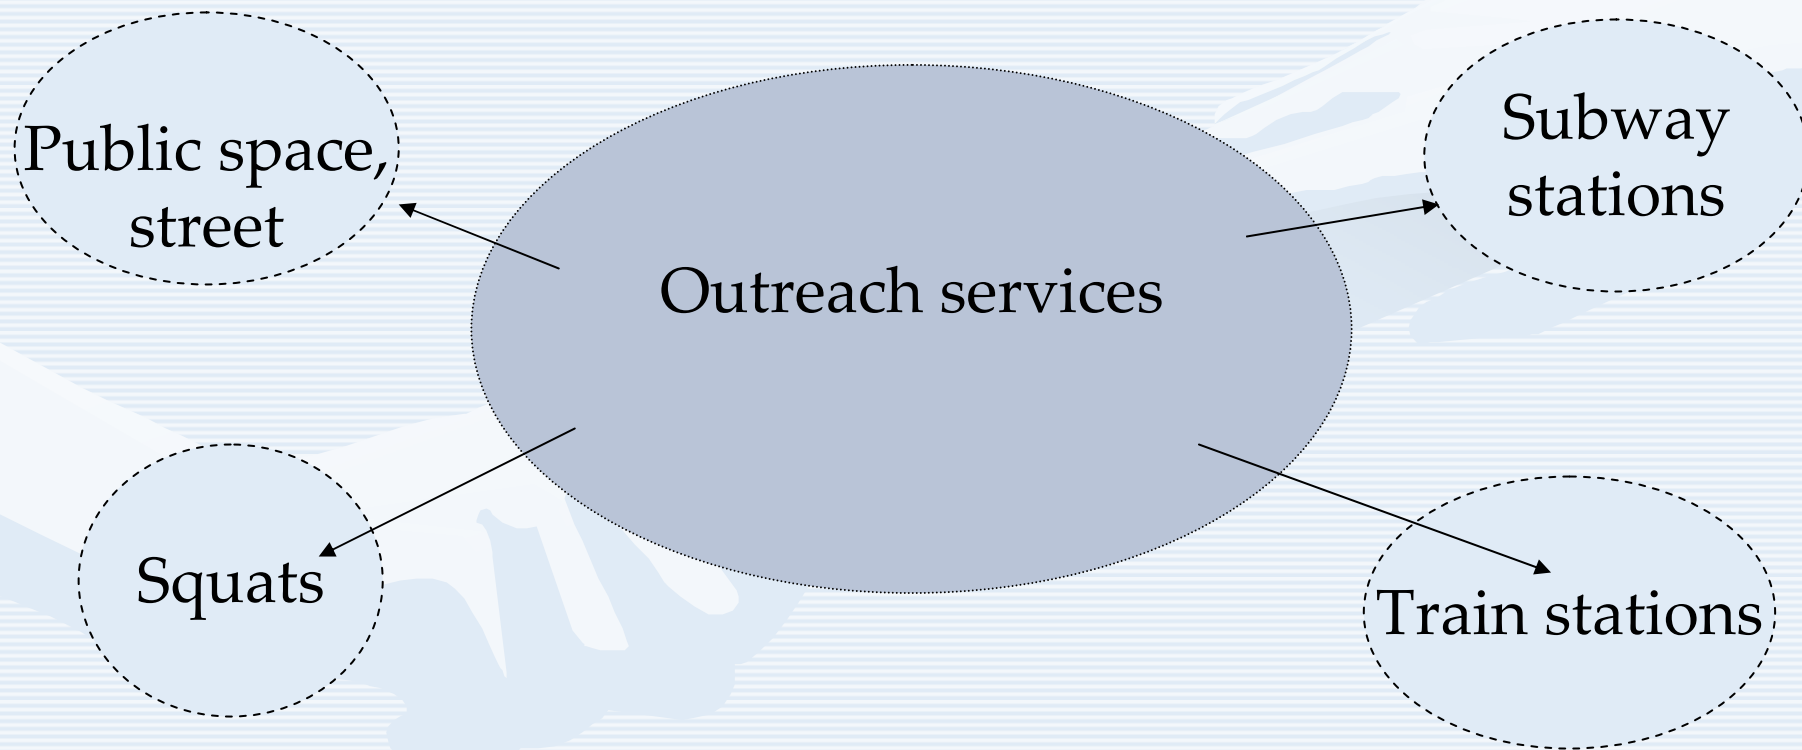 Public space,
street
Subway
stations
Outreach services
Squats
Train stations